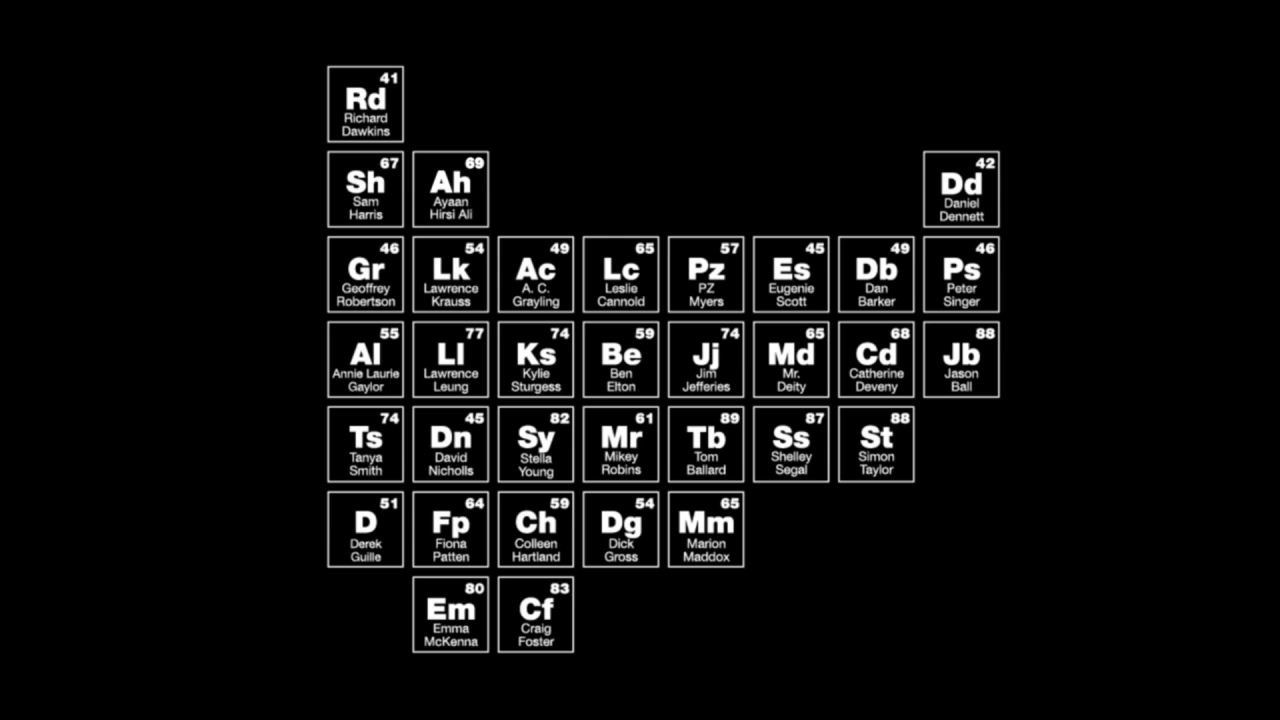 41
Rd
Richard
Dawkins
67
Sh
Sam
Harris
69
Ah
Ayaan
Hirsi Ali
42
Dd
Daniel
Dennett
46
Gr
Geoffrey
Robertson
54
Lk
Lawrence
Krauss
49
Ac
A. C.
Grayling
65
Lc
Leslie
Cannold
57
Pz
PZ
Myers
45
Es
Eugenie
Scott
49
Db
Dan
Barker
46
Ps
Peter
Singer
55
Al
Annie Laurie
Gaylor
77
Ll
Lawrence
Leung
74
Ks
Kylie
Sturgess
59
Be
Ben
Elton
74
Jj
Jim
Jefferies
65
Md
Mr.
Deity
68
Cd
Catherine
Deveny
88
Jb
Jason
Ball
74
Ts
Tanya
Smith
45
Dn
David
Nicholls
82
Sy
Stella
Young
61
Mr
Mikey
Robins
89
Tb
Tom
Ballard
87
Ss
Shelley
Segal
88
St
Simon
Taylor
51
D
Derek
Guille
64
Fp
Fiona
Patten
59
Ch
Colleen
Hartland
54
Dg
Dick
Gross
65
Mm
Marion
Maddox
80
Em
Emma
McKenna
83
Cf
Craig
Foster